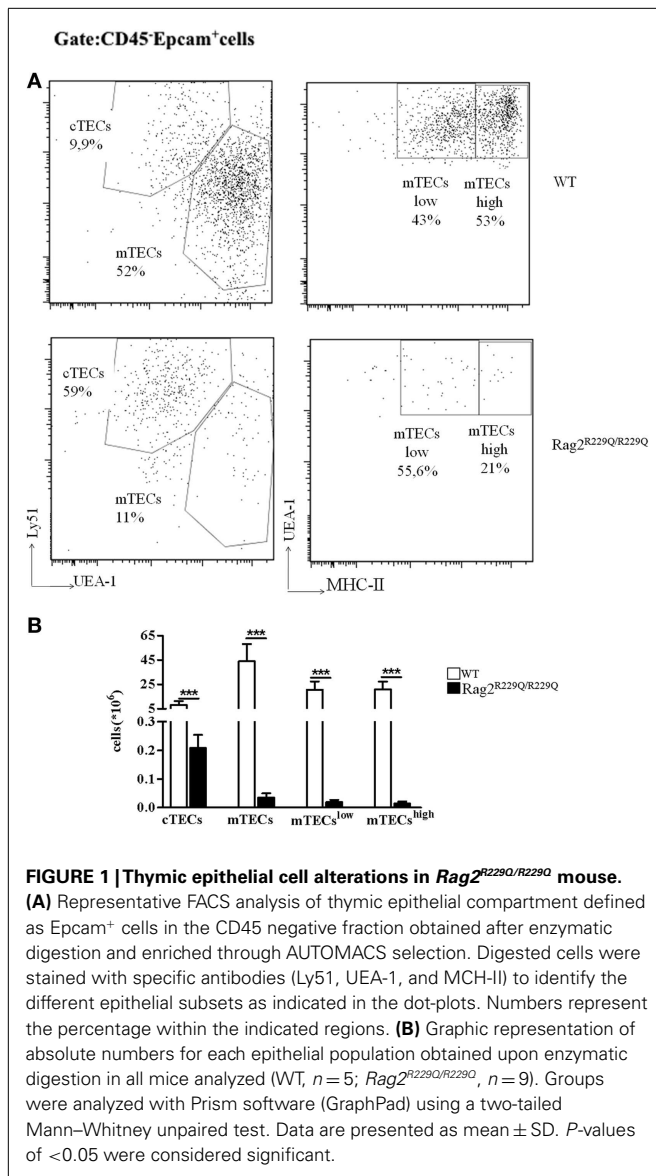 Gate:CD45-Epcam+cells
A
cTECs
9,9%
mTECs
52%
mTECs mTECs
low high
43% 53%
WT
cTECs
59%
mTECs
11%
mTECs mTECs
low high
55,6% 21%
Rag2R229Q/R229Q
Ly51
UEA-1
UEA-1
MHC-II
B
cells(*10⁶)
65
45
25
5
0.3
0.2
0.1
0.0
*** *** *** ***
cTECs mTECs mTECslow mTECshigh
WT
Rag2R229Q/R229Q
FIGURE 1 | Thymic epithelial cell alterations in Rag2R229Q/R229Q mouse.
(A) Representative FACS analysis of thymic epithelial compartment defined
as Epcam+ cells in the CD45 negative fraction obtained after enzymatic
digestion and enriched through AUTOMACS selection. Digested cells were
stained with specific antibodies (Ly51, UEA-1, and MCH-II) to identify the
different epithelial subsets as indicated in the dot-plots. Numbers represent
the percentage within the indicated regions. (B) Graphic representation of
absolute numbers for each epithelial population obtained upon enzymatic
digestion in all mice analyzed (WT, n = 5; Rag2R229Q/R229Q, n = 9). Groups
were analyzed with Prism software (GraphPad) using a two-tailed
Mann–Whitney unpaired test. Data are presented as mean ± SD. P-values
of <0.05 were considered significant.